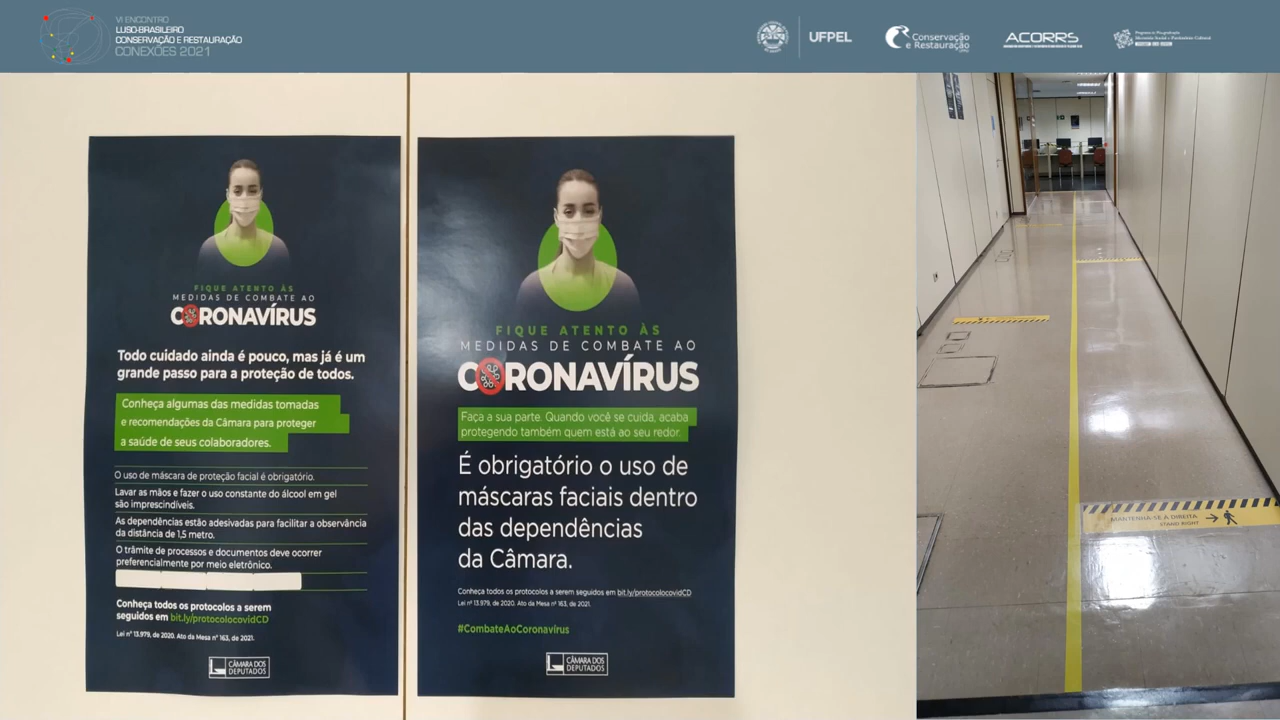 VI ENCONTRO
LUSO-BRASILEIRO
CONSERVAÇÃO E RESTAURAÇÃO
CONEXÕES 2021
UFPEL
Conservação
e Restauração
ACORRS
FIQUE ATENTO ÀS
MEDIDAS DE COMBATE AO
CORONAVÍRUS
Todo cuidado ainda é pouco, mas já é um
grande passo para a proteção de todos.
Conheça algumas das medidas tomadas
e recomendações da Câmara para proteger
a saúde de seus colaboradores.
O uso de máscara de proteção facial é obrigatório.
Lavar as mãos e fazer o uso constante do álcool em gel
são imprescindíveis.
As dependências estão adesivadas para facilitar a observância
da distância de 1,5 metro.
O trâmite de processos e documentos deve ocorrer
preferencialmente por meio eletrônico.
Conheça todos os protocolos a serem
seguidos em bit.ly/protocolocovidCD
Lei nº 13.979, de 2020. Ato da Mesa nº 163, de 2021.
CÂMARA DOS
DEPUTADOS
FIQUE ATENTO ÀS
MEDIDAS DE COMBATE AO
CORONAVÍRUS
Faça a sua parte. Quando você se cuida, acaba
protegendo também quem está ao seu redor.
É obrigatório o uso de
máscaras faciais dentro
das dependências
da Câmara.
Conheça todos os protocolos a serem seguidos em bit.ly/protocolocovidCD
Lei nº 13.979, de 2020. Ato da Mesa nº 163, de 2021.
#CombateAoCoronavírus
CÂMARA DOS
DEPUTADOS
MANTENHA-SE À DIREITA
STAND RIGHT